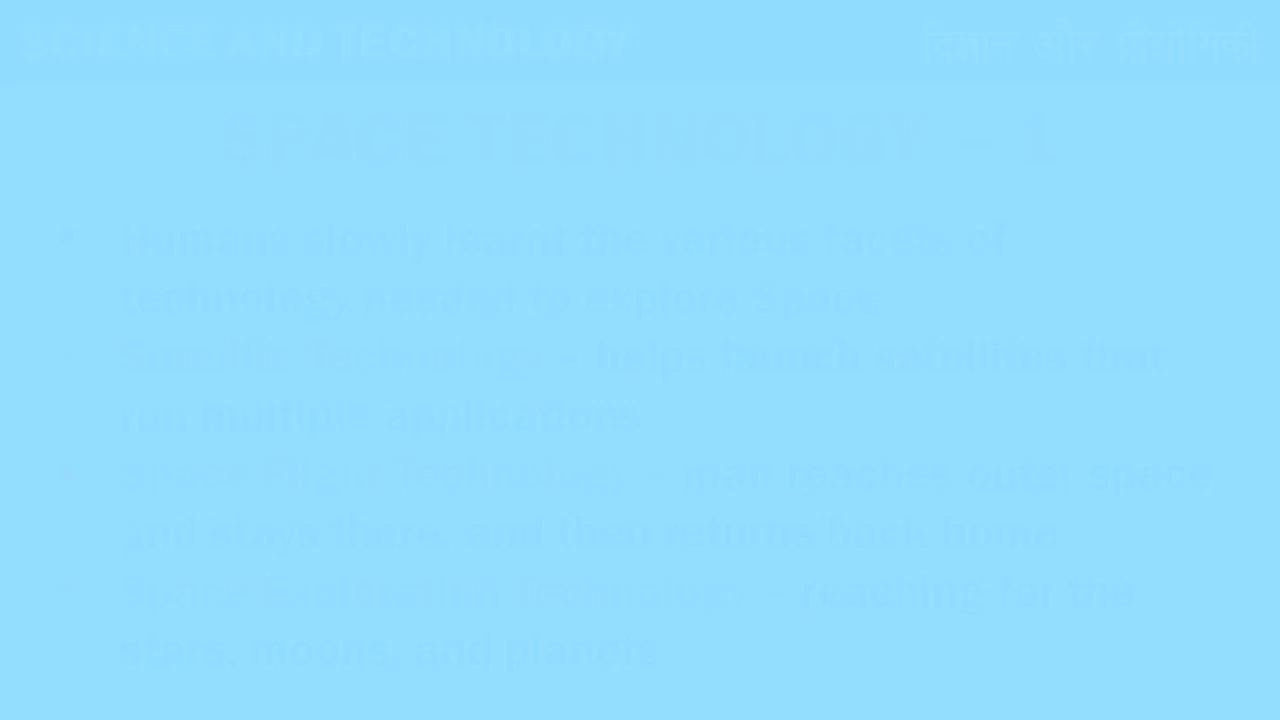 SCIENCE AND TECHNOLOGY
विज्ञान और प्रौद्योगिकी
SPACE TECHNOLOGY – 1
• Humans slowly learnt the various facets of
technology needed to explore Space
• Satellite Technology – helps launch satellites that
run multiple applications
• Space Flight Technology – man reaches outer space
and stays there, and then returns back home
• Space Exploration Technology – reaching for the
stars, moons, and planets